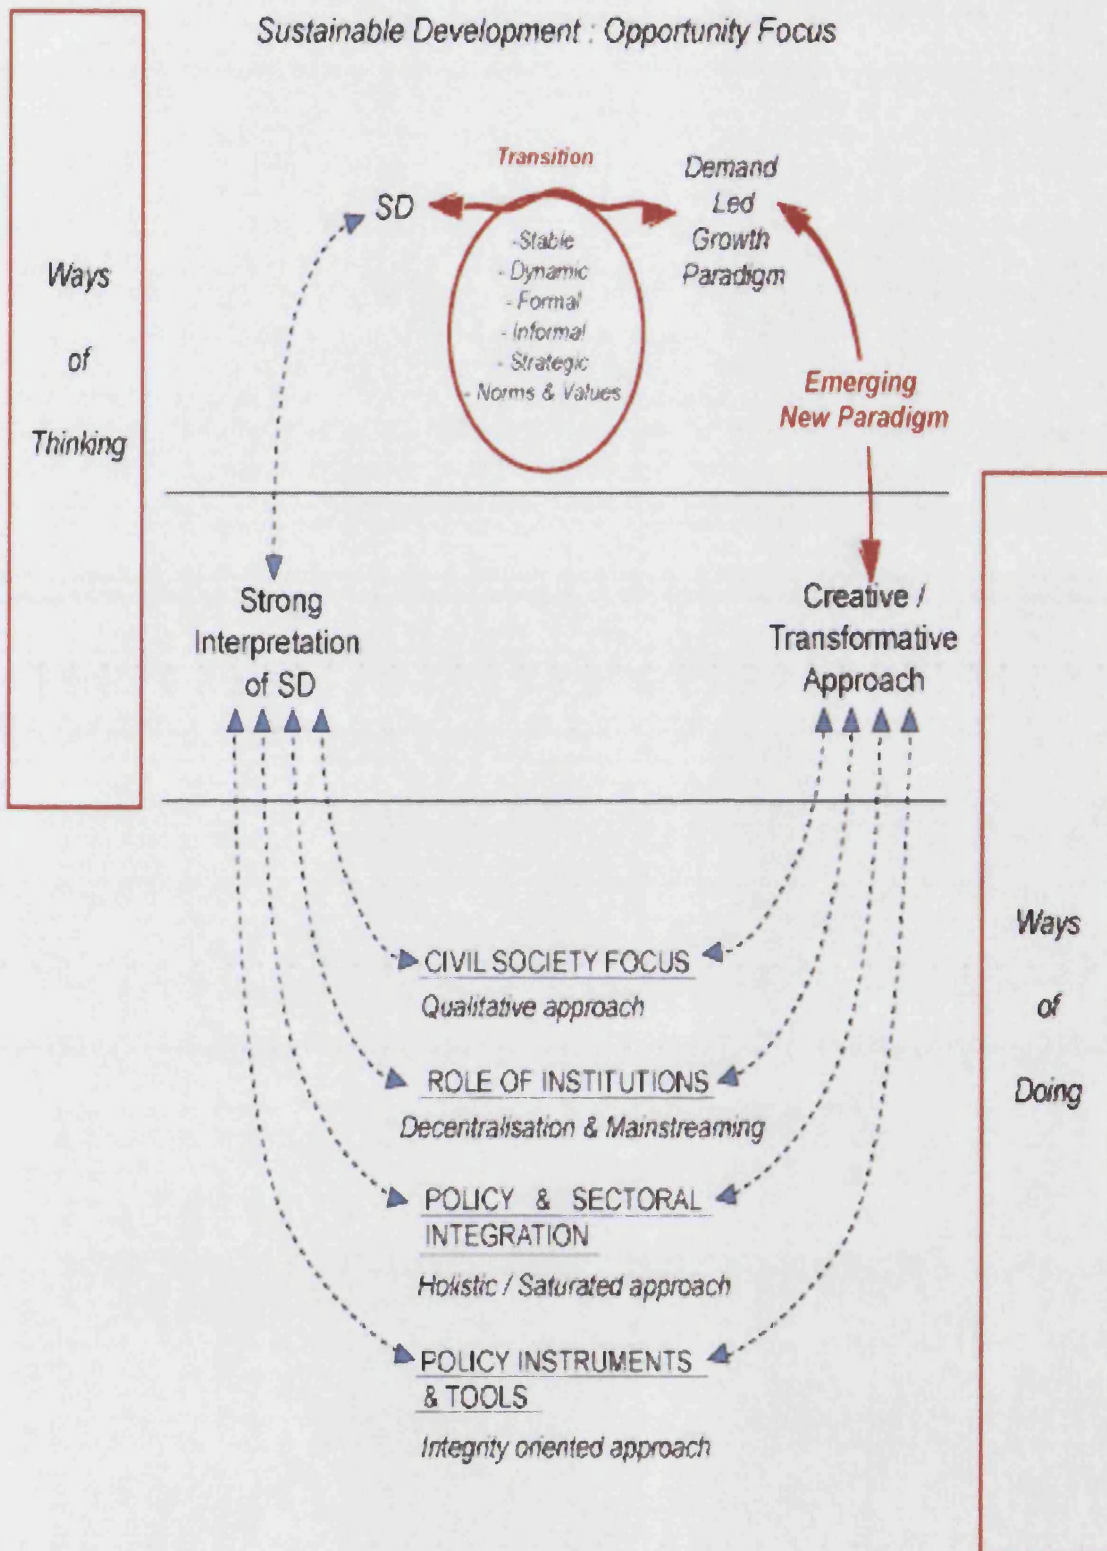 Sustainable Development : Opportunity Focus
Ways
of
Thinking
Transition
SD
Demand
Led
Growth
Paradigm
-Stable
- Dynamic
- Formal
- Informal
- Strategic
- Norms & Values
Emerging
New Paradigm
Strong
Interpretation
of SD
Creative /
Transformative
Approach
Ways
of
Doing
CIVIL SOCIETY FOCUS
Qualitative approach
ROLE OF INSTITUTIONS
Decentralisation & Mainstreaming
POLICY & SECTORAL
INTEGRATION
Holistic / Saturated approach
POLICY INSTRUMENTS
& TOOLS
Integrity oriented approach